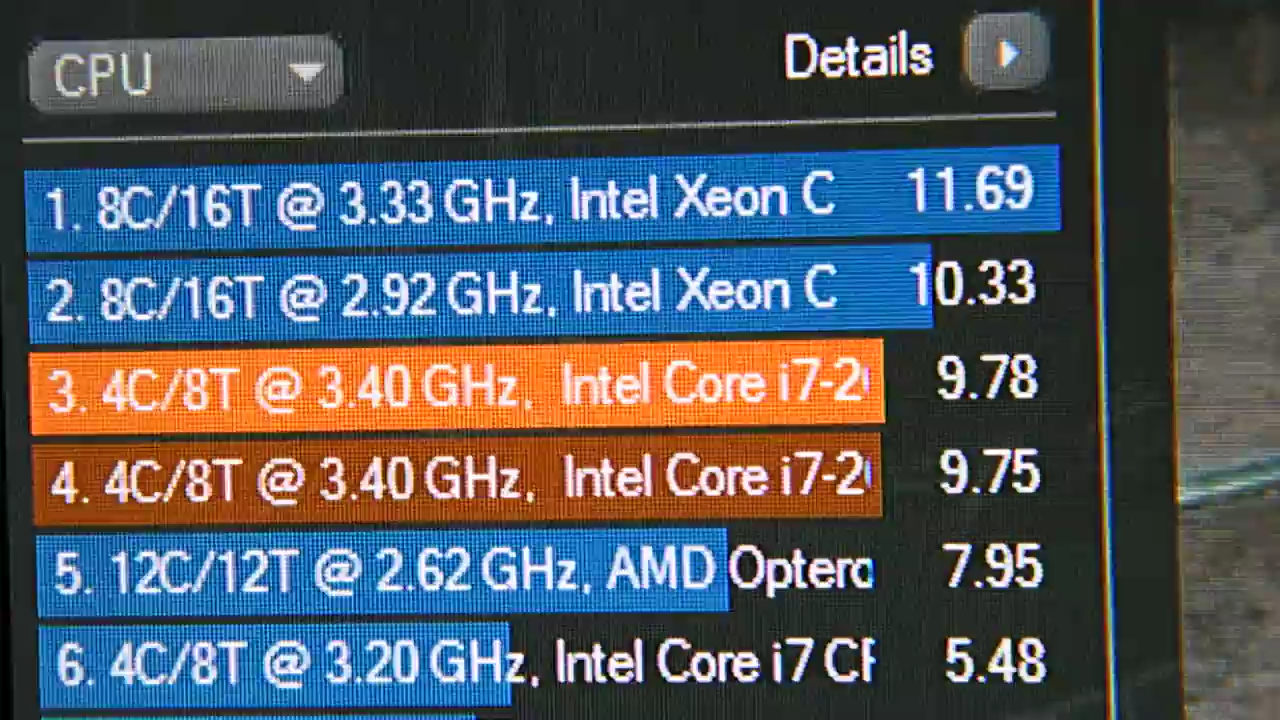 CPU Details
1. 8C/16T @ 3.33 GHz, Intel Xeon C 11.69
2. 8C/16T @ 2.92 GHz, Intel Xeon C 10.33
3. 4C/8T @ 3.40 GHz, Intel Core i7-2 9.78
4. 4C/8T @ 3.40 GHz, Intel Core i7-2 9.75
5. 12C/12T @ 2.62 GHz, AMD Optero 7.95
6. 4C/8T @ 3.20 GHz, Intel Core i7 CP 5.48